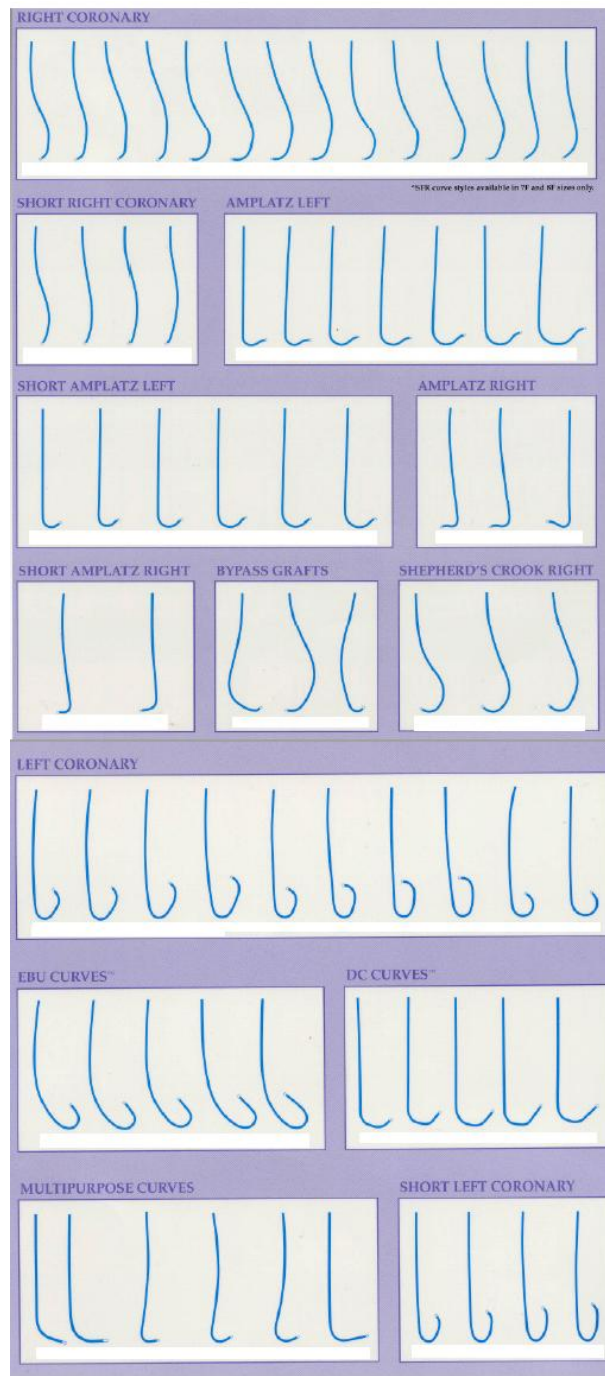 RIGHT CORONARY
*SFR curve styles available in 7F and 8F sizes only.
SHORT RIGHT CORONARY
AMPLATZ LEFT
SHORT AMPLATZ LEFT
AMPLATZ RIGHT
SHORT AMPLATZ RIGHT
BYPASS GRAFTS
SHEPHERD'S CROOK RIGHT
LEFT CORONARY
EBU CURVES™
DC CURVES™
MULTIPURPOSE CURVES
SHORT LEFT CORONARY